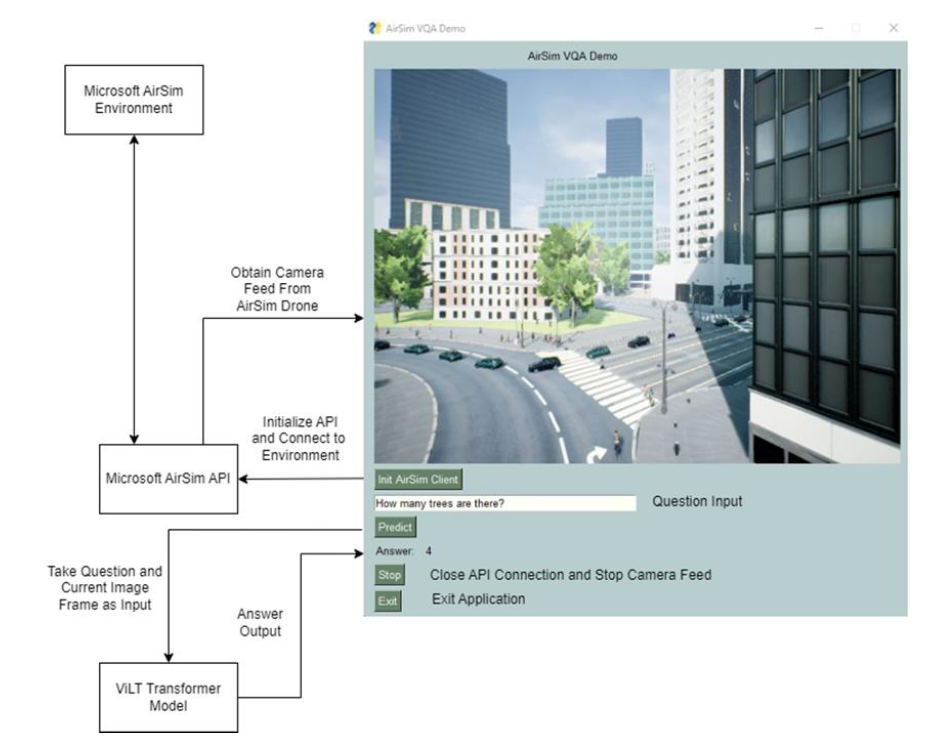 AirSim VQA Demo
AirSim VQA Demo
Microsoft AirSim
Environment
Obtain Camera
Feed From
AirSim Drone
Initialize API
and Connect to
Environment
Microsoft AirSim API
Init AirSim Client
How many trees are there?
Question Input
Predict
Answer: 4
Stop
Close API Connection and Stop Camera Feed
Exit
Exit Application
Take Question and
Current Image
Frame as Input
Answer
Output
ViLT Transformer
Model